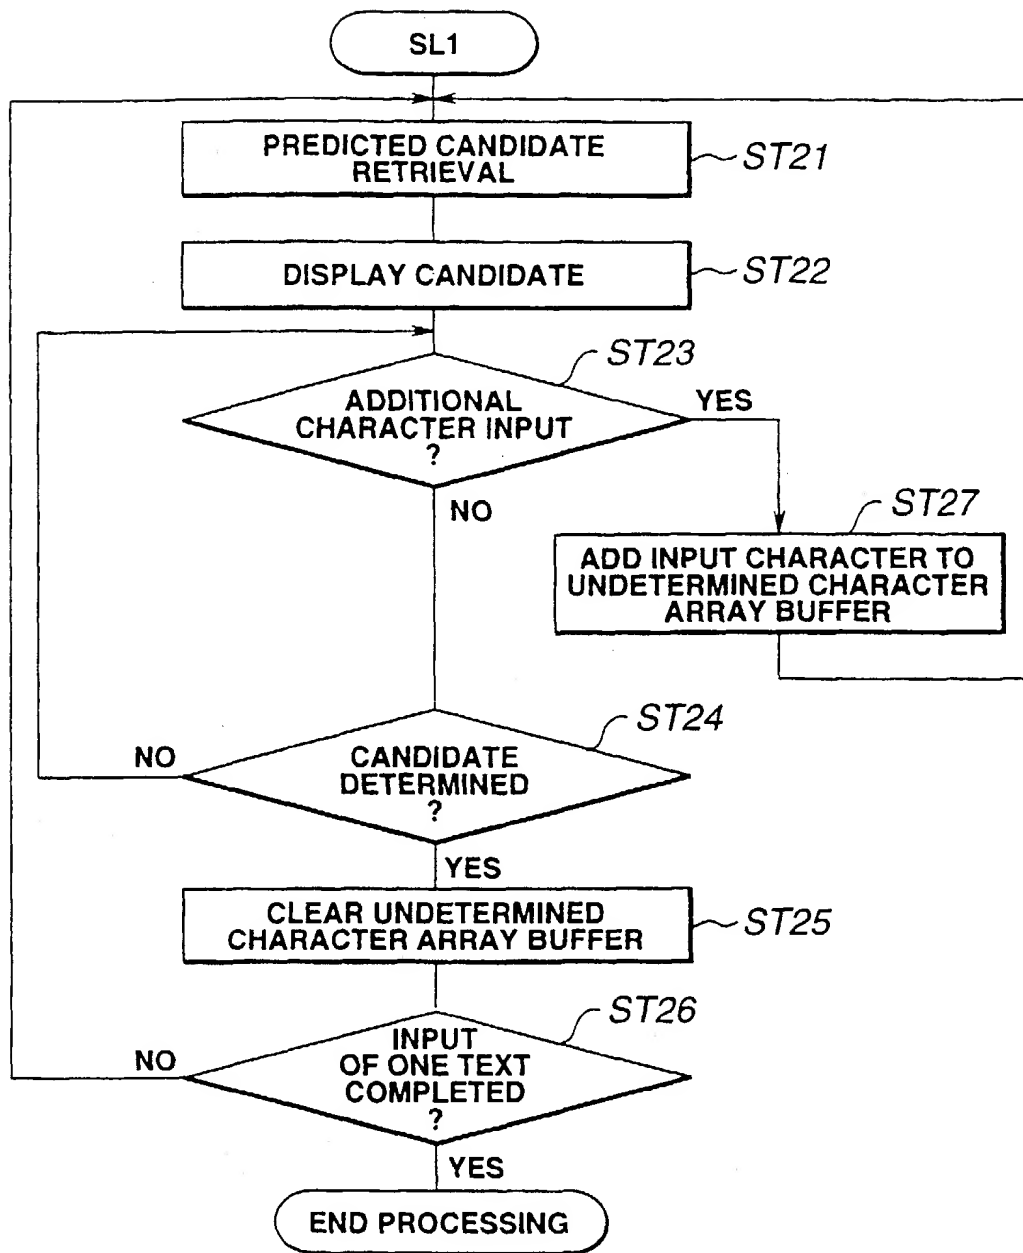 SL1
PREDICTED CANDIDATE
RETRIEVAL
ST21
DISPLAY CANDIDATE
ST22
ST23
ADDITIONAL
CHARACTER INPUT
?
YES
NO
ST27
ADD INPUT CHARACTER TO
UNDETERMINED CHARACTER
ARRAY BUFFER
ST24
CANDIDATE
DETERMINED
?
NO
YES
CLEAR UNDETERMINED
CHARACTER ARRAY BUFFER
ST25
ST26
INPUT
OF ONE TEXT
COMPLETED
?
NO
YES
END PROCESSING